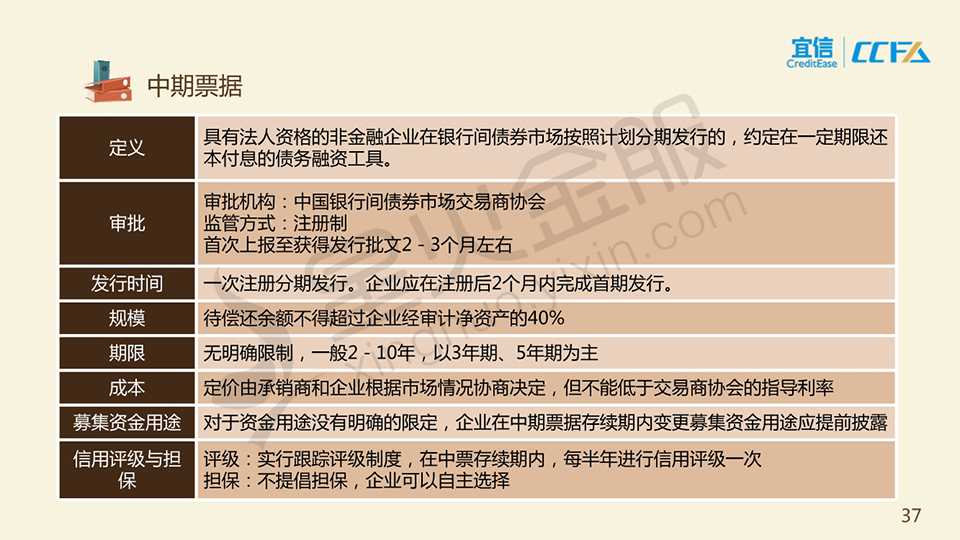 宜信
CreditEase
CCFA
中期票据
定义
具有法人资格的非金融企业在银行间债券市场按照计划分期发行的，约定在一定期限还
本付息的债务融资工具。
审批
审批机构：中国银行间债券市场交易商协会
监管方式：注册制
首次上报至获得发行批文2－3个月左右
发行时间
一次注册分期发行。企业应在注册后2个月内完成首期发行。
规模
待偿还余额不得超过企业经审计净资产的40%
期限
无明确限制，一般2－10年，以3年期、5年期为主
成本
定价由承销商和企业根据市场情况协商决定，但不能低于交易商协会的指导利率
募集资金用途
对于资金用途没有明确的限定，企业在中期票据存续期内变更募集资金用途应提前披露
信用评级与担
保
评级：实行跟踪评级制度，在中票存续期内，每半年进行信用评级一次
担保：不提倡担保，企业可以自主选择
星火金服
37